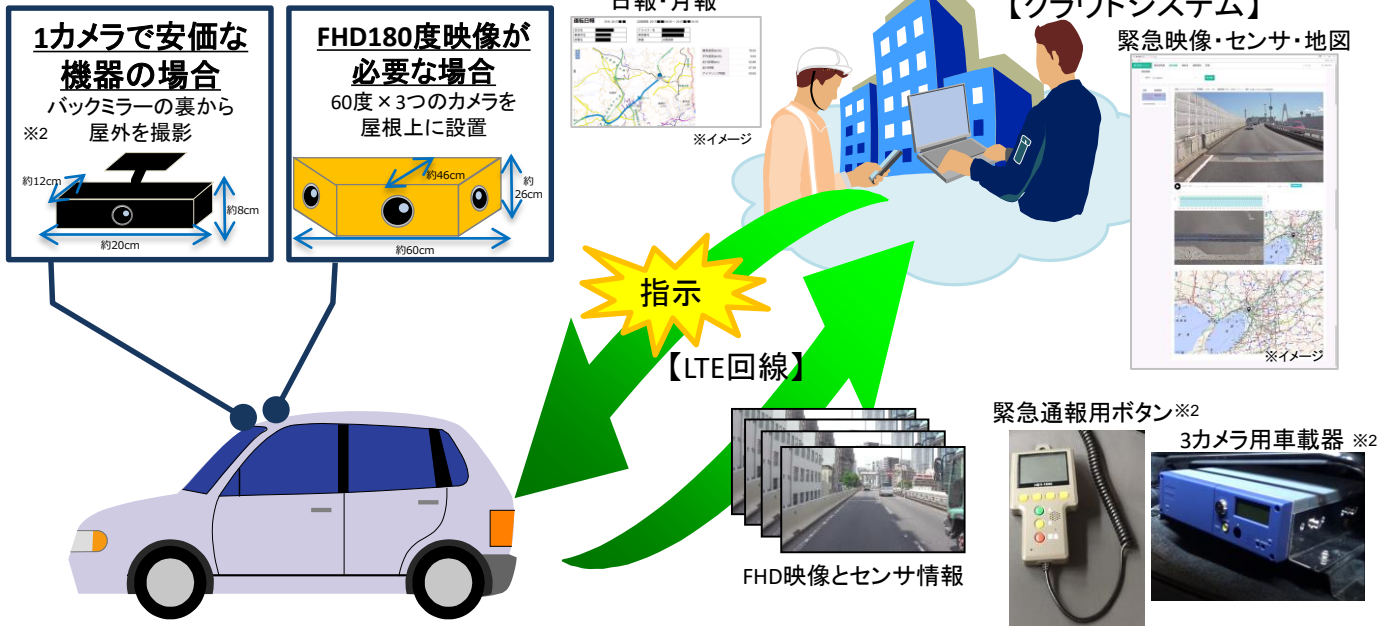 1カメラで安価な
機器の場合
バックミラーの裏から
※2 屋外を撮影
約12cm
約8cm
約20cm
FHD180度映像が
必要な場合
60度×3つのカメラを
屋根上に設置
約46cm
約
26cm
約60cm
日報・月報
運転日報
※イメージ
【クラウドシステム】
緊急映像・センサ・地図
※イメージ
指示
【LTE回線】
FHD映像とセンサ情報
緊急通報用ボタン※2
3カメラ用車載器 ※2